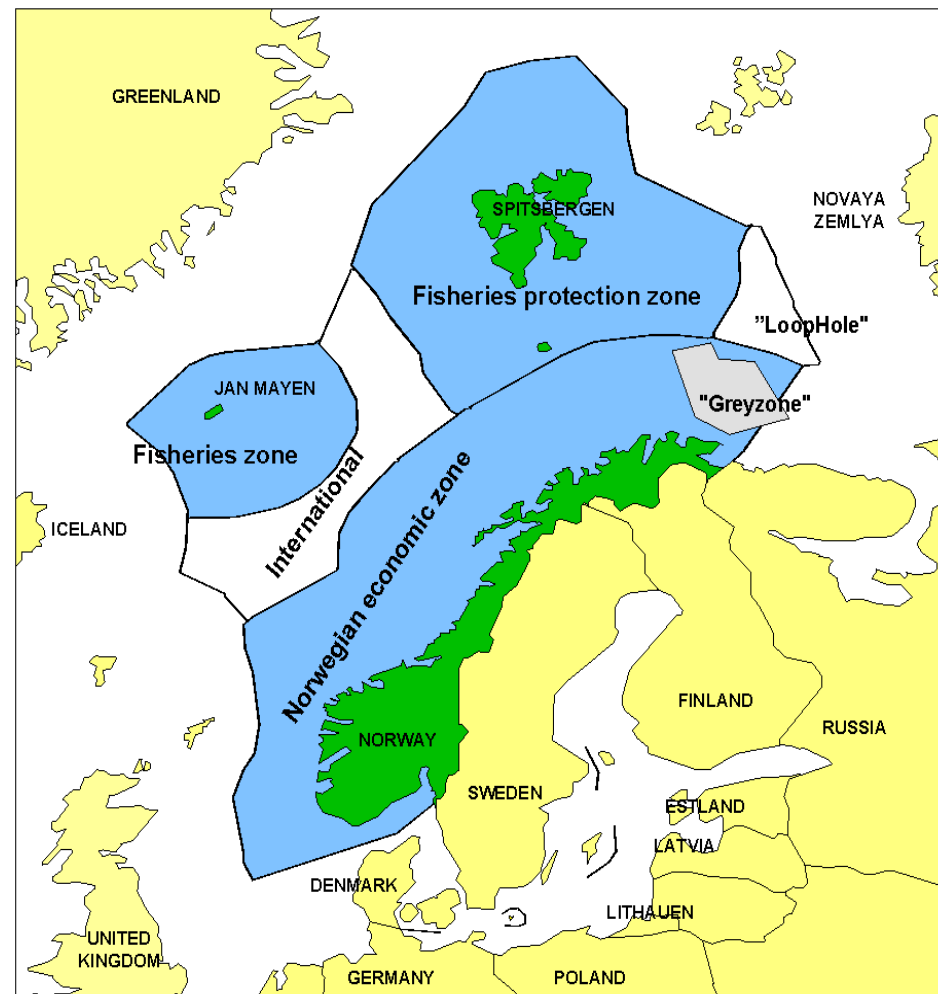 GREENLAND
NOVAYA
ZEMLYA
SPITSBERGEN
Fisheries protection zone
”LoopHole"
JAN MAYEN
"Greyzone"
Fisheries zone
International
ICELAND
Norwegian economic zone
FINLAND
RUSSIA
NORWAY
SWEDEN
ESTLAND
LATVIA
DENMARK
LITHAUEN
UNITED
KINGDOM
GERMANY
POLAND